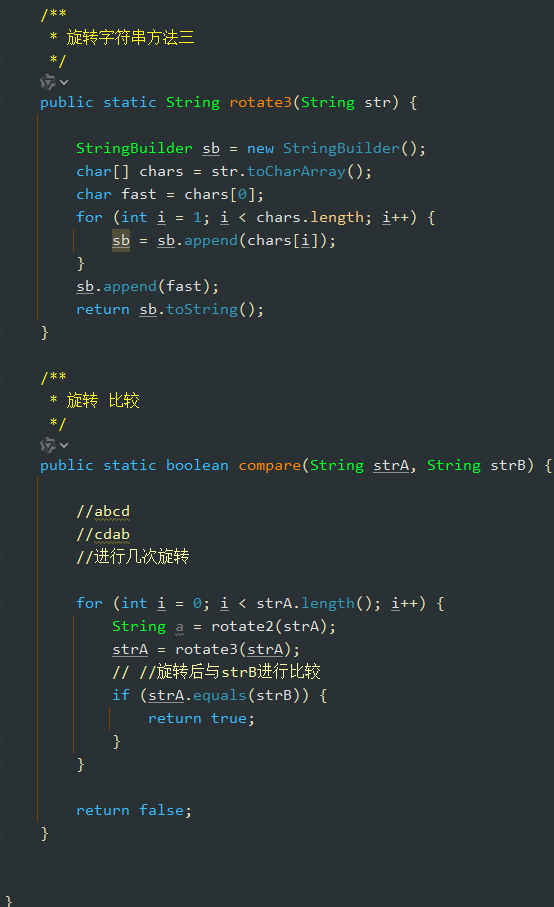 /**
 * 旋转字符串方法三
 */
public static String rotate3(String str) {
StringBuilder sb = new StringBuilder();
char[] chars = str.toCharArray();
char fast = chars[0];
for (int i = 1; i < chars.length; i++) {
sb = sb.append(chars[i]);
}
sb.append(fast);
return sb.toString();
}
/**
 * 旋转 比较
 */
public static boolean compare(String strA, String strB) {
//abcd
//cdab
//进行几次旋转
for (int i = 0; i < strA.length(); i++) {
String a = rotate2(strA);
strA = rotate3(strA);
// //旋转后与strB进行比较
if (strA.equals(strB)) {
return true;
}
}
return false;
}
}